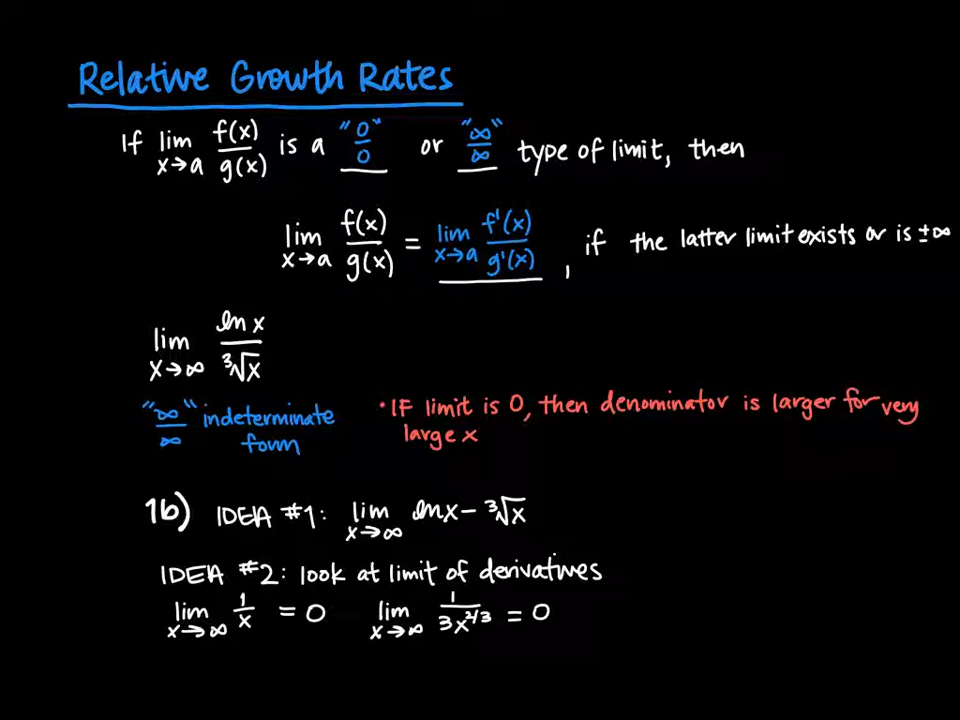 Relative Growth Rates
If lim x→a f(x)/g(x) is a "0/0" or "∞/∞" type of limit, then
lim x→a f(x)/g(x) = lim x→a f'(x)/g'(x), if the latter limit exists or is ±∞
lim x→∞ ln x/∛x
"∞/∞" indeterminate form
• IF limit is 0, then denominator is larger for very
large x
1b) IDEA #1: lim x→∞ ln x − ∛x
IDEA #2: look at limit of derivatives
lim x→∞ 1/x = 0 lim x→∞ 1/3x^2/3 = 0